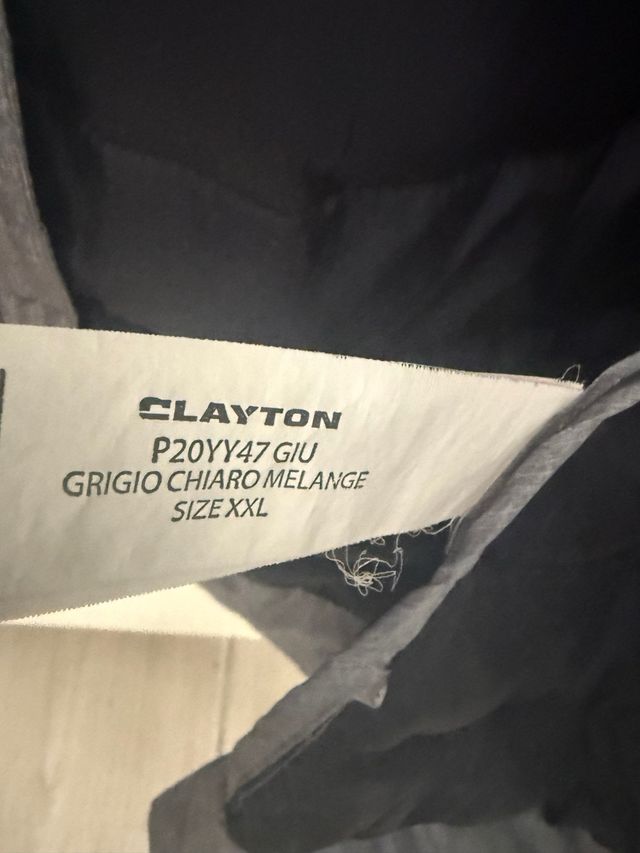 CLAYTON
P20YY47 GIU
GRIGIO CHIARO MELANGE
SIZE XXL